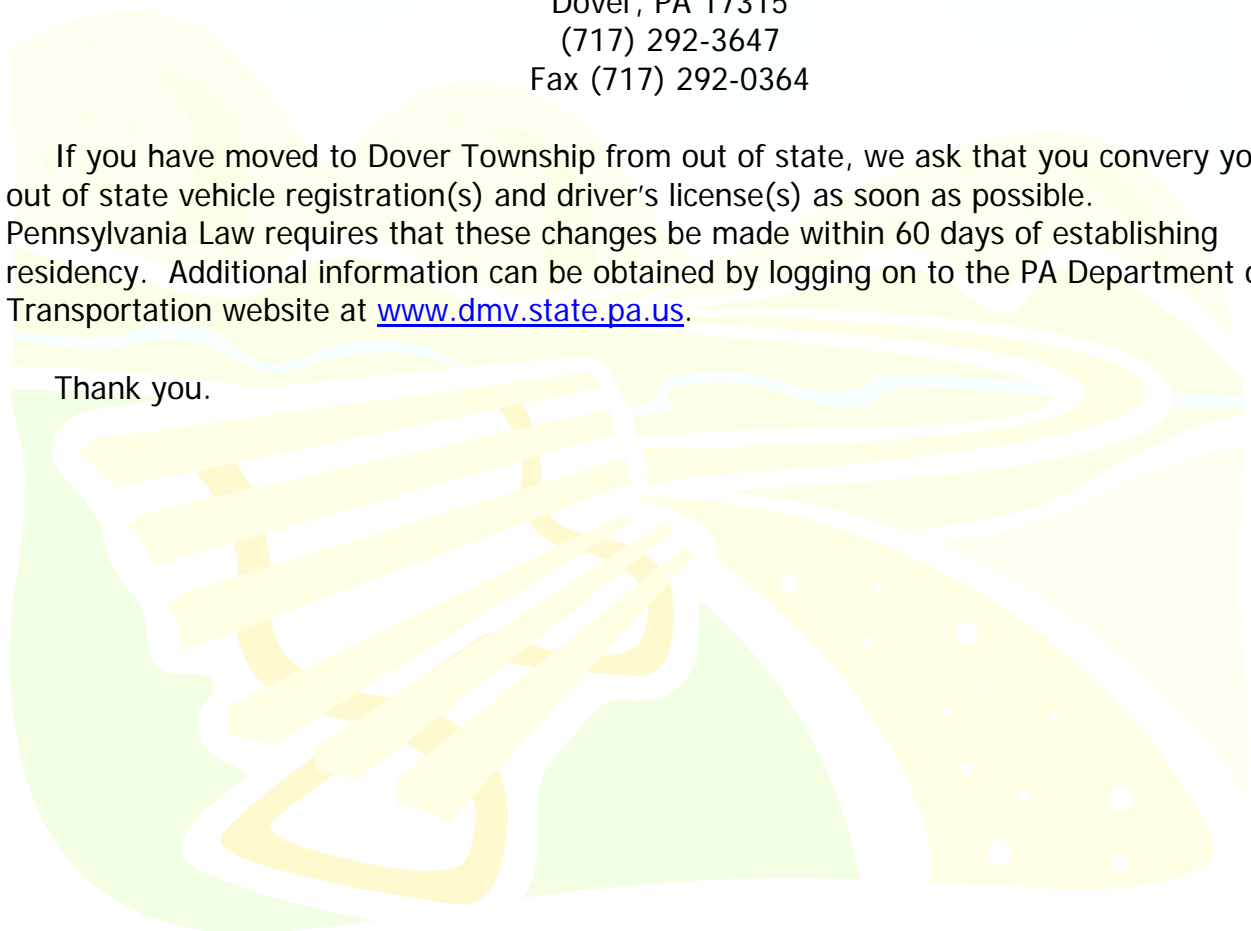 Dover, PA 17315
(717) 292-3647
Fax (717) 292-0364
If you have moved to Dover Township from out of state, we ask that you convery yo
out of state vehicle registration(s) and driver's license(s) as soon as possible.
Pennsylvania Law requires that these changes be made within 60 days of establishing
residency.  Additional information can be obtained by logging on to the PA Department o
Transportation website at www.dmv.state.pa.us.
Thank you.